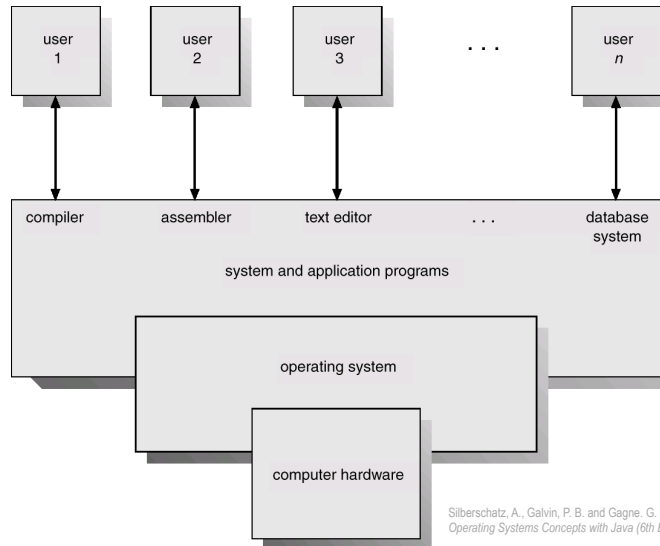 user
1
user
2
user
3
. . .
user
n
compiler
assembler
text editor
. . .
database
system
system and application programs
operating system
computer hardware
Silberschatz, A., Galvin, P. B. and Gagne. G.
Operating Systems Concepts with Java (6th